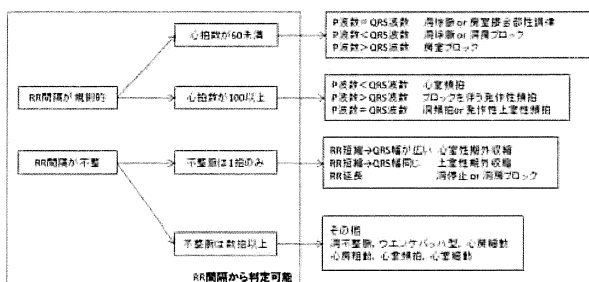 RR間隔が規則的
心拍数が60未満
P波数＝QRS波数 洞徐脈 or 房室接合部性調律
P波数＜QRS波数 洞徐脈 or 洞房ブロック
P波数＞QRS波数 房室ブロック
心拍数が100以上
P波数＜QRS波数 心室頻拍
P波数＞QRS波数 ブロックを伴う発作性頻拍
P波数＝QRS波数 洞頻拍or 発作性上室性頻拍
RR間隔が不整
不整脈は1拍のみ
RR短縮→QRS幅が広い 心室性期外収縮
RR短縮→QRS幅同じ 上室性期外収縮
RR延長 洞停止 or 洞房ブロック
不整脈は数拍以上
その他
洞不整脈、ウエンケバッハ型、心房細動
心房粗動、心室頻拍、心室細動
RR間隔から判定可能